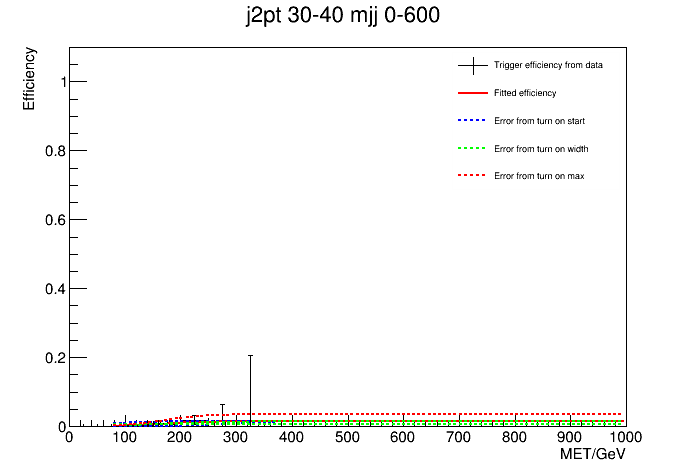 j2pt 30-40 mjj 0-600
Efficiency
Trigger efficiency from data
Fitted efficiency
Error from turn on start
Error from turn on width
Error from turn on max
1
0.8
0.6
0.4
0.2
0
0 100 200 300 400 500 600 700 800 900 1000
MET/GeV